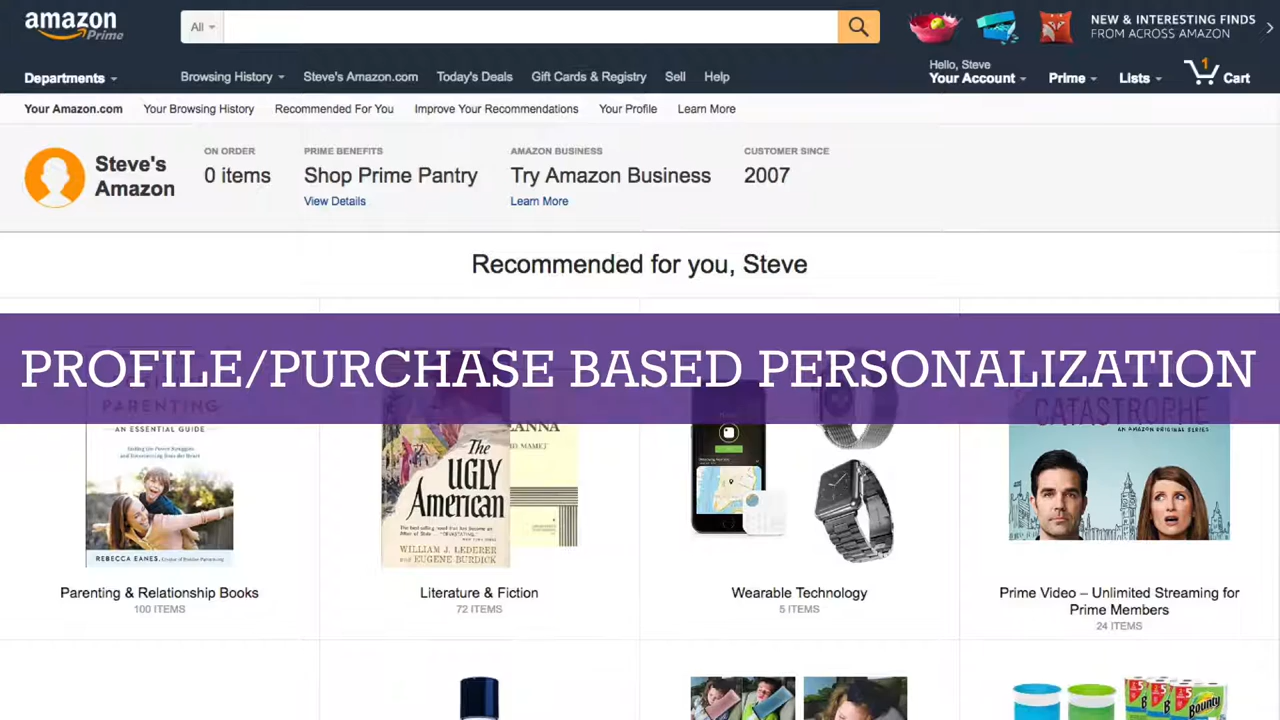 amazon
Prime
All
NEW & INTERESTING FINDS
FROM ACROSS AMAZON
Departments
Browsing History
Steve's Amazon.com
Today's Deals
Gift Cards & Registry
Sell
Help
Hello, Steve
Your Account
Prime
Lists
1
Cart
Your Amazon.com
Your Browsing History
Recommended For You
Improve Your Recommendations
Your Profile
Learn More
Steve's
Amazon
ON ORDER
0 items
PRIME BENEFITS
Shop Prime Pantry
View Details
AMAZON BUSINESS
Try Amazon Business
Learn More
CUSTOMER SINCE
2007
Recommended for you, Steve
PROFILE/PURCHASE BASED PERSONALIZATION
PARENTING
AN ESSENTIAL GUIDE
REBECCA EANES
The
UGLY
American
WILLIAM J. LEDERER
and EUGENE BURDICK
MAMET
CATASTROPHE
AN AMAZON ORIGINAL SERIES
Parenting & Relationship Books
100 ITEMS
Literature & Fiction
72 ITEMS
Wearable Technology
5 ITEMS
Prime Video – Unlimited Streaming for
Prime Members
24 ITEMS
Bounty